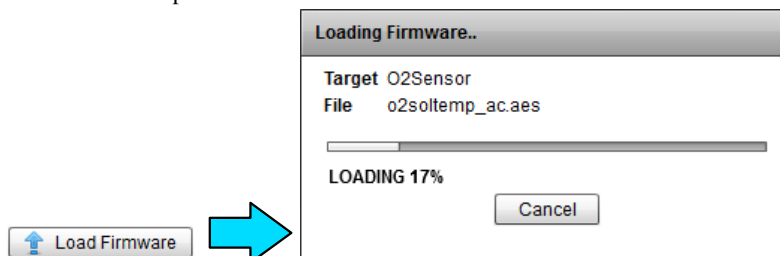 Loading Firmware..
Target O2Sensor
File o2soltemp_ac.aes
LOADING 17%
Cancel
Load Firmware